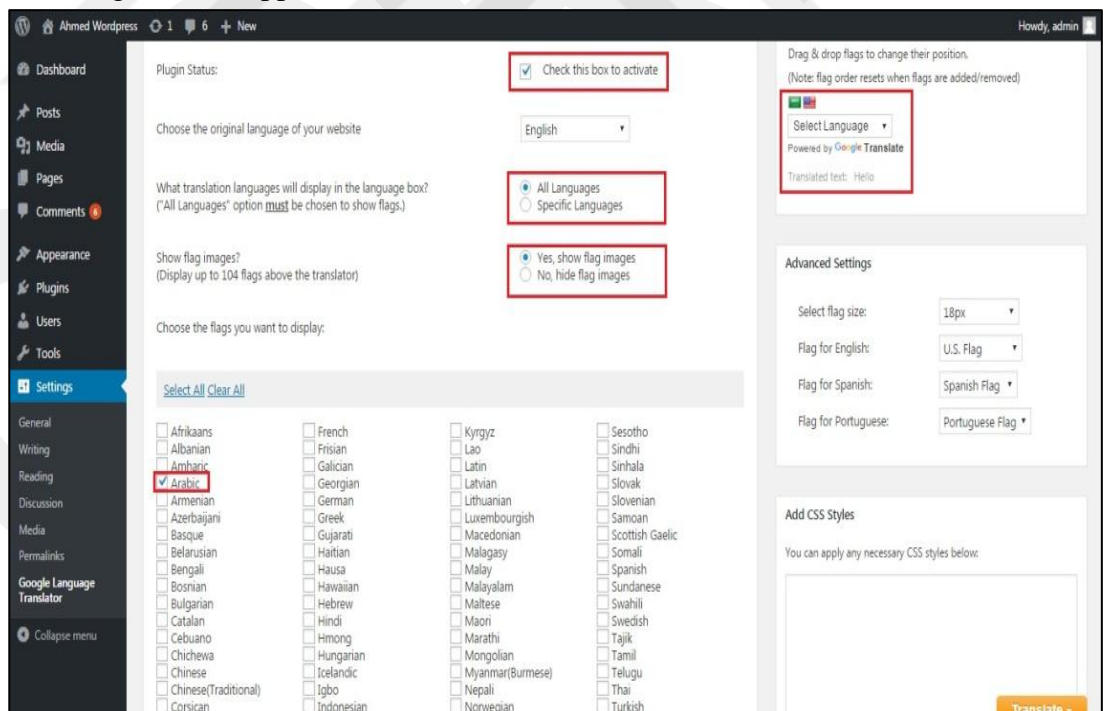 Ahmed Wordpress 1 6 + New Howdy, admin
Dashboard
Posts
Media
Pages
Comments 6
Appearance
Plugins
Users
Tools
Settings
General
Writing
Reading
Discussion
Media
Permalinks
Google Language
Translator
Collapse menu
Plugin Status:
Check this box to activate
Choose the original language of your website
English
What translation languages will display in the language box?
("All Languages" option must be chosen to show flags.)
All Languages
Specific Languages
Show flag images?
(Display up to 104 flags above the translator)
Yes, show flag images
No, hide flag images
Choose the flags you want to display:
Select All Clear All
Afrikaans French Kyrgyz Sesotho
Albanian Frisian Lao Sindhi
Amharic Galician Latin Sinhala
Arabic Georgian Latvian Slovak
Armenian German Lithuanian Slovenian
Azerbaijani Greek Luxembourgish Samoan
Basque Gujarati Macedonian Scottish Gaelic
Belarusian Haitian Malagasy Somali
Bengali Hausa Malay Spanish
Bosnian Hawaiian Malayalam Sundanese
Bulgarian Hebrew Maltese Swahili
Catalan Hindi Maori Swedish
Cebuano Hmong Marathi Tajik
Chichewa Hungarian Mongolian Tamil
Chinese Icelandic Myanmar(Burmese) Telugu
Chinese(Traditional) Igbo Nepali Thai
Corsican Indonesian Norwegian Turkish
Drag & drop flags to change their position.
(Note: flag order resets when flags are added/removed)
Select Language
Powered by Google Translate
Translated text: Hello
Advanced Settings
Select flag size: 18px
Flag for English: U.S. Flag
Flag for Spanish: Spanish Flag
Flag for Portuguese: Portuguese Flag
Add CSS Styles
You can apply any necessary CSS styles below:
Translate »